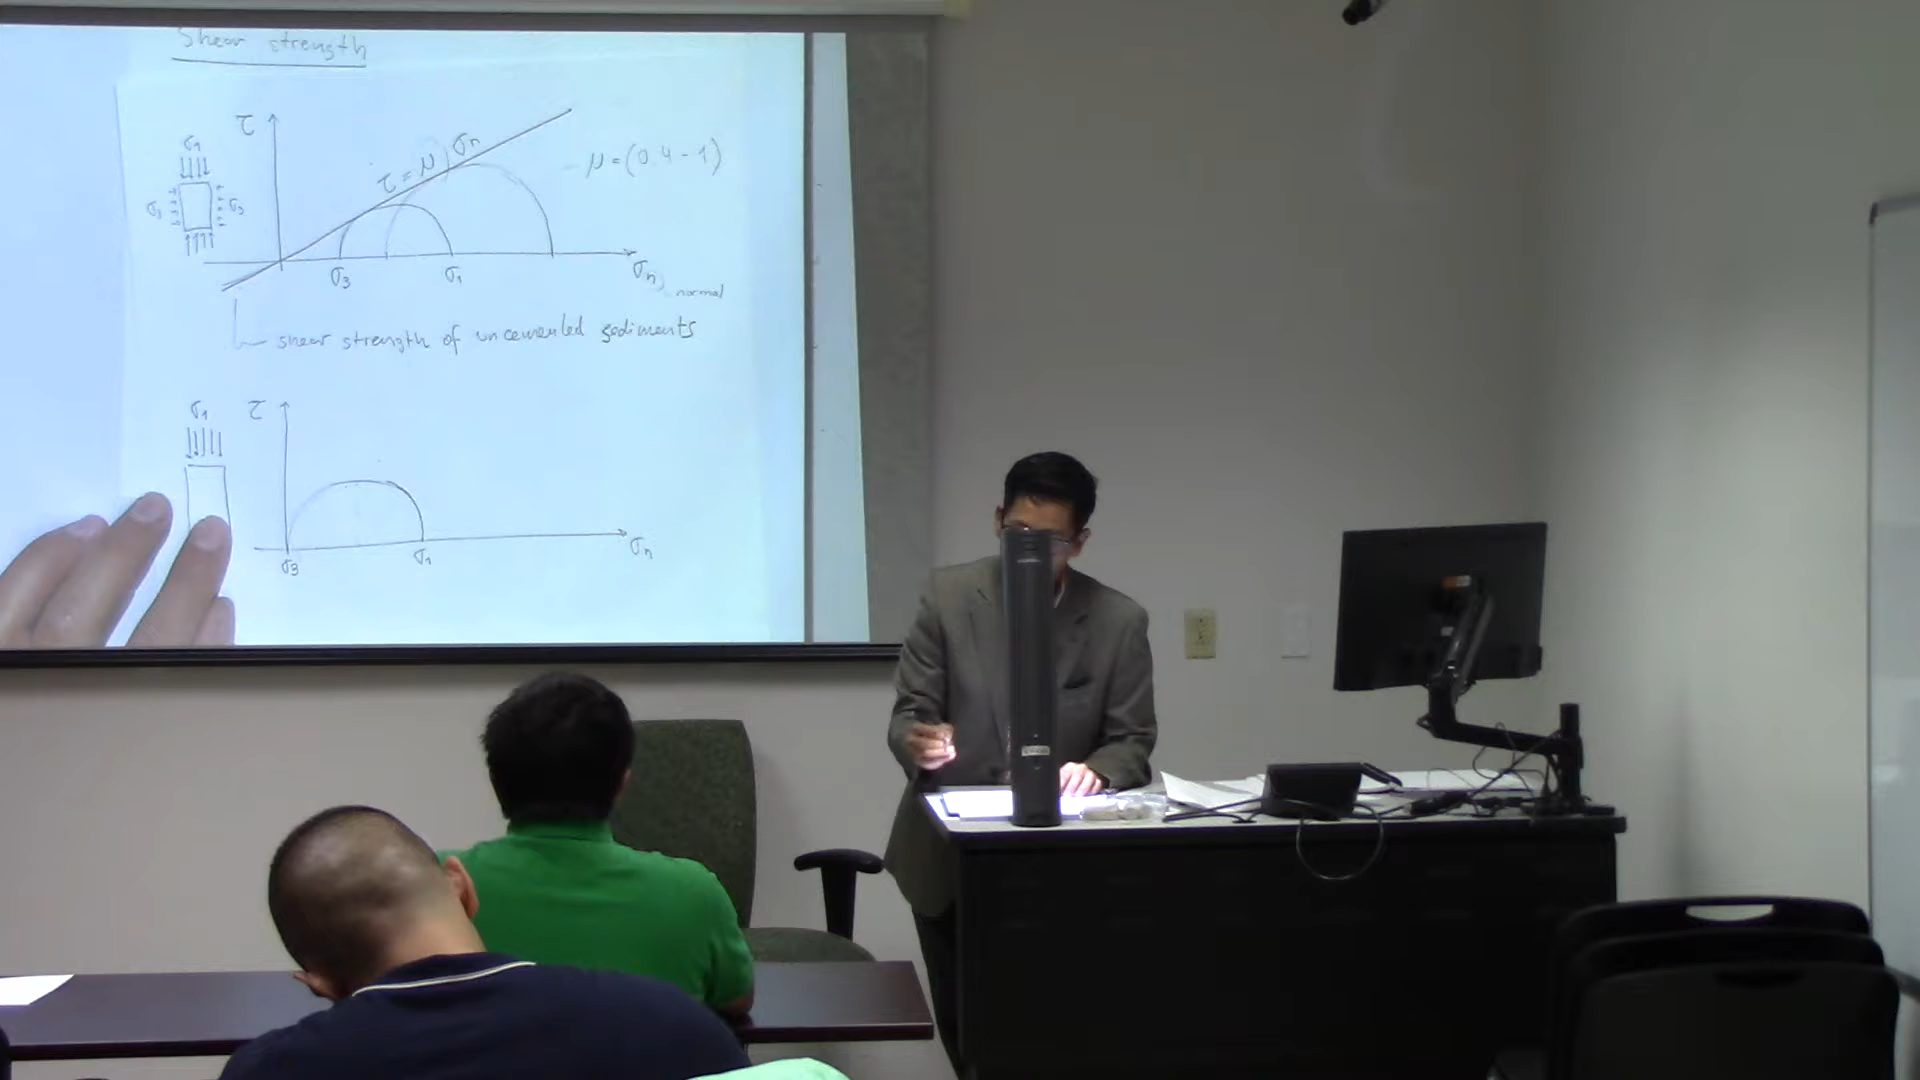 Shear strength
τ
σ1
τ = μ σn
μ = (0.4 - 1)
σ3 σ3
σ3 σ1 σn
normal
shear strength of uncemented sediments
σ1 τ
σn
σ3 σ1